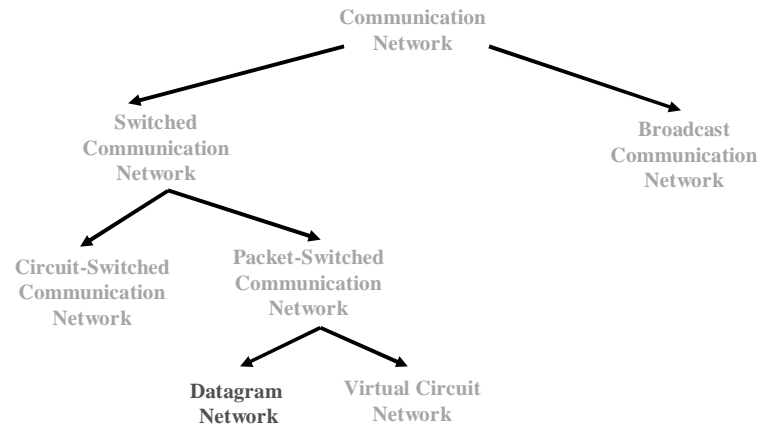 Communication
Network
Switched
Communication
Network
Broadcast
Communication
Network
Circuit-Switched
Communication
Network
Packet-Switched
Communication
Network
Datagram
Network
Virtual Circuit
Network